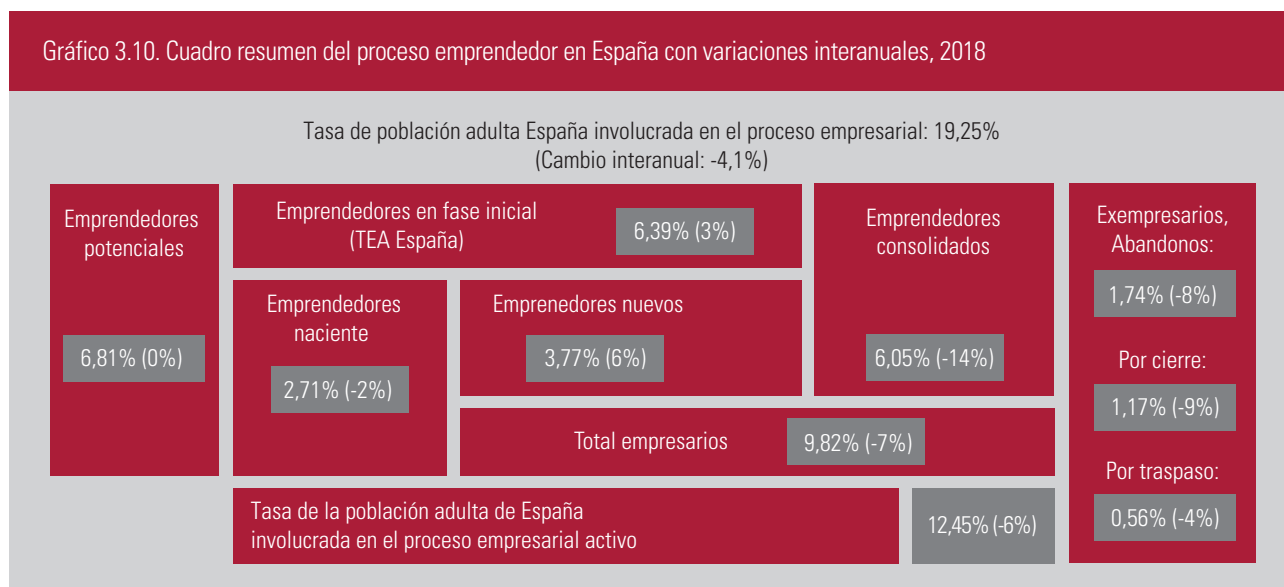 Gráfico 3.10. Cuadro resumen del proceso emprendedor en España con variaciones interanuales, 2018
Tasa de población adulta España involucrada en el proceso empresarial: 19,25%
(Cambio interanual: -4,1%)
Emprendedores
potenciales
6,81% (0%)
Emprendedores en fase inicial
(TEA España)
6,39% (3%)
Emprendedores
naciente
2,71% (-2%)
Emprenedores nuevos
3,77% (6%)
Emprendedores
consolidados
6,05% (-14%)
Total empresarios
9,82% (-7%)
Tasa de la población adulta de España
involucrada en el proceso empresarial activo
12,45% (-6%)
Exempresarios,
Abandonos:
1,74% (-8%)
Por cierre:
1,17% (-9%)
Por traspaso:
0,56% (-4%)